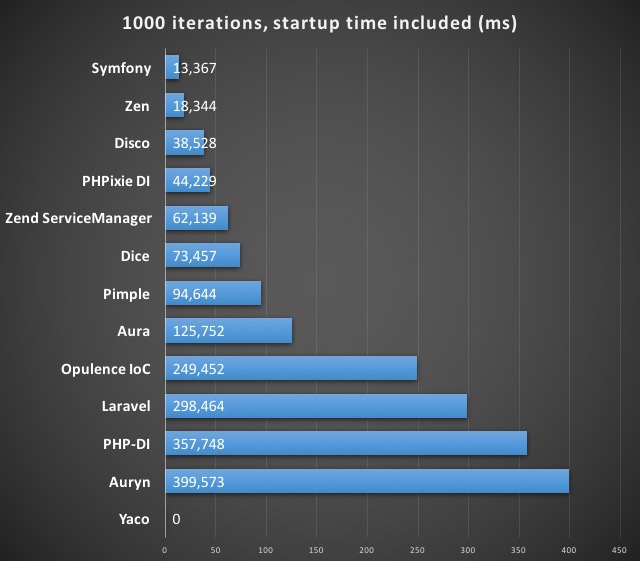 1000 iterations, startup time included (ms)
Symfony 13,367
Zen 18,344
Disco 38,528
PHPixie DI 44,229
Zend ServiceManager 62,139
Dice 73,457
Pimple 94,644
Aura 125,752
Opulence IoC 249,452
Laravel 298,464
PHP-DI 357,748
Auryn 399,573
Yaco 0
0 50 100 150 200 250 300 350 400 450